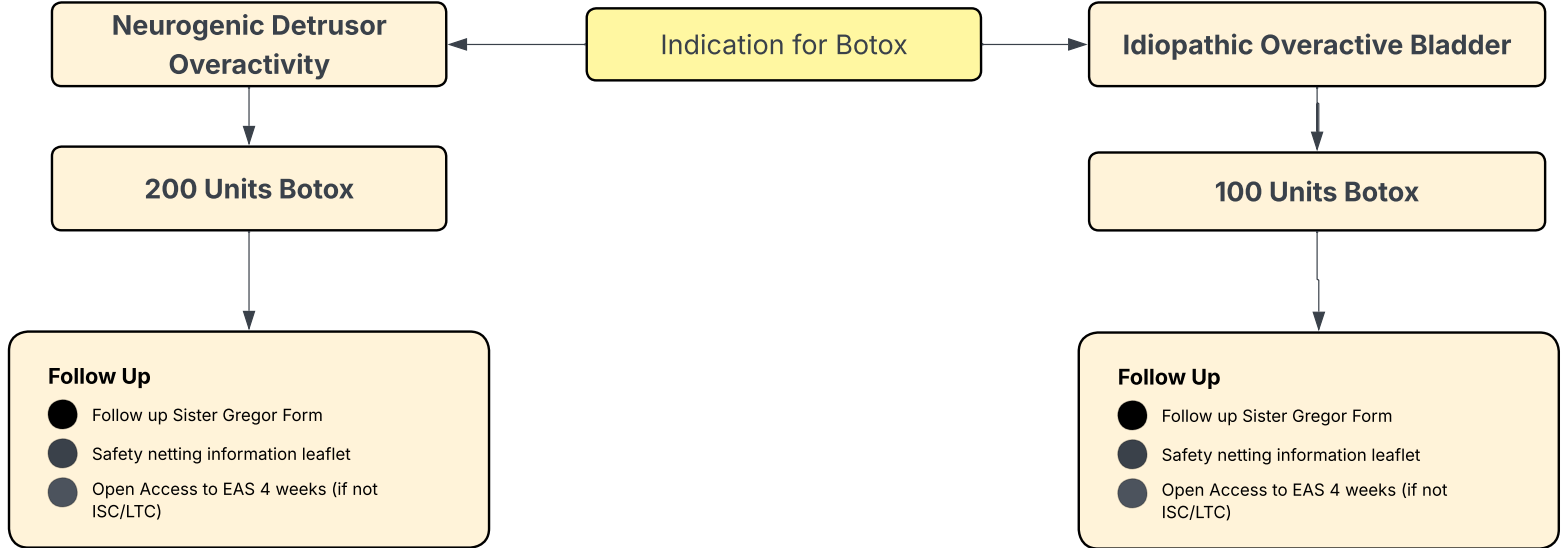 Neurogenic Detrusor
Overactivity
Indication for Botox
Idiopathic Overactive Bladder
200 Units Botox
100 Units Botox
Follow Up
Follow up Sister Gregor Form
Safety netting information leaflet
Open Access to EAS 4 weeks (if not
ISC/LTC)
Follow Up
Follow up Sister Gregor Form
Safety netting information leaflet
Open Access to EAS 4 weeks (if not
ISC/LTC)